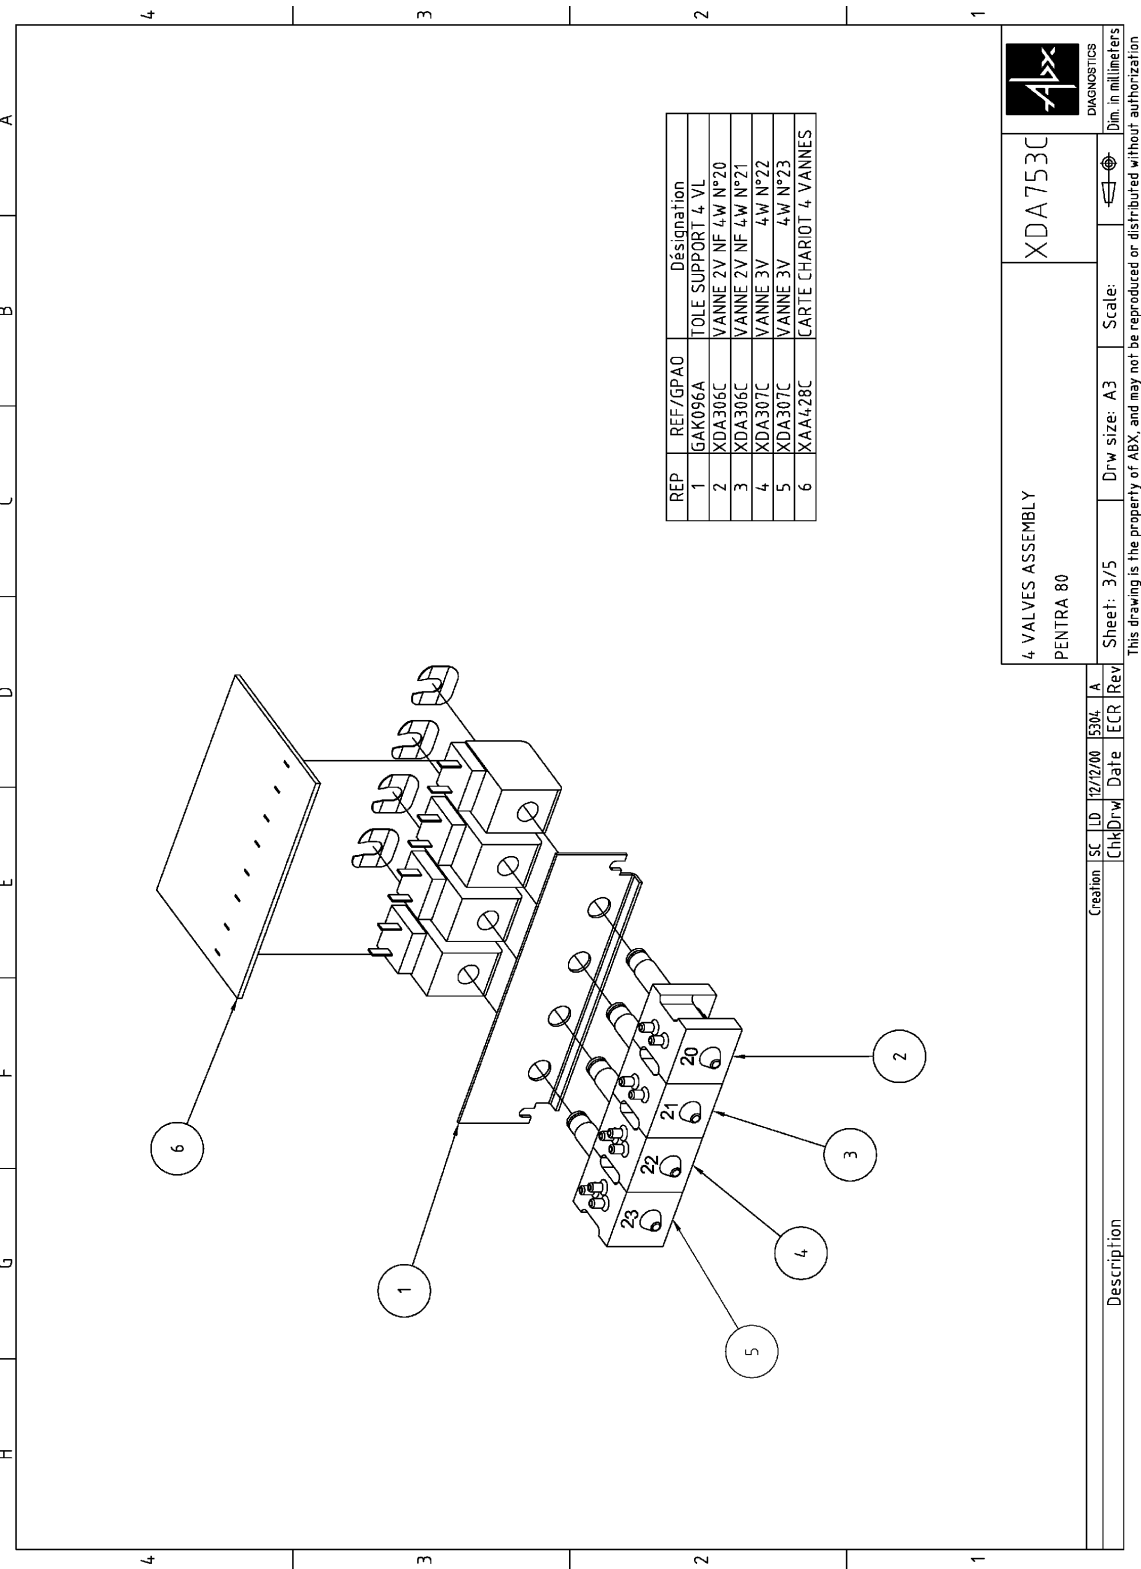 H G F E D C B A
4
3
2
1
4
3
2
1
6
1
5
4
3
2
23
22
21
20
REP REF/GPAO Désignation
1 GAK096A TOLE SUPPORT 4 VL
2 XDA306C VANNE 2V NF 4W N°20
3 XDA306C VANNE 2V NF 4W N°21
4 XDA307C VANNE 3V 4W N°22
5 XDA307C VANNE 3V 4W N°23
6 XAA428C CARTE CHARIOT 4 VANNES
4 VALVES ASSEMBLY
PENTRA 80
XDA753C
Abx
DIAGNOSTICS
Creation SC LD 12/12/00 5304 A
Description Chk Drw Date ECR Rev
Sheet: 3/5 Drw size: A3 Scale: Dim. in millimeters
This drawing is the property of ABX, and may not be reproduced or distributed without authorization